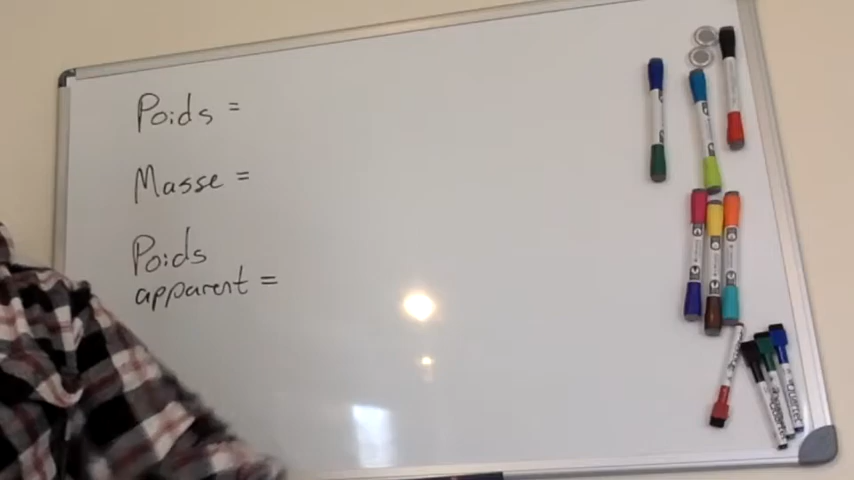 Poids =
Masse =
Poids
apparent =